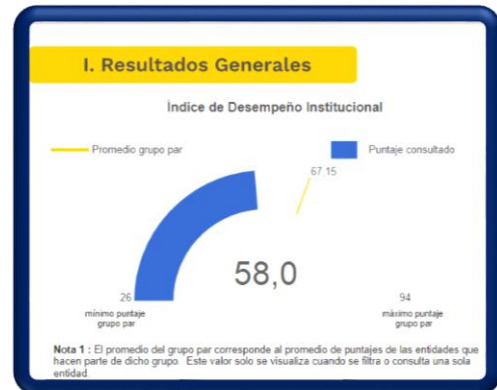 I. Resultados Generales
Índice de Desempeño Institucional
Promedio grupo par
Puntaje consultado
67,15
58,0
26
mínimo puntaje
grupo par
94
máximo puntaje
grupo par
Nota 1 : El promedio del grupo par corresponde al promedio de puntajes de las entidades que
hacen parte de dicho grupo. Este valor solo se visualiza cuando se filtra o consulta una sola
entidad.